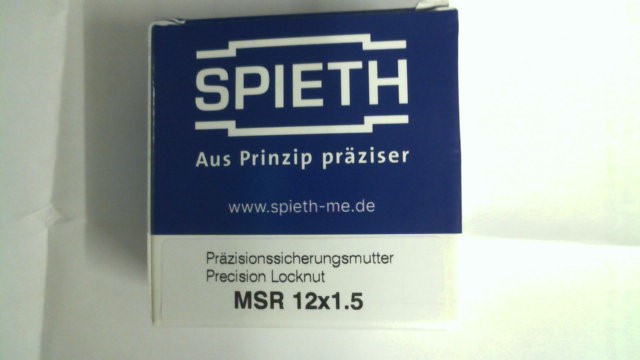 SPIETH
Aus Prinzip präziser
www.spieth-me.de
Präzisionssicherungsmutter
Precision Locknut
MSR 12x1.5